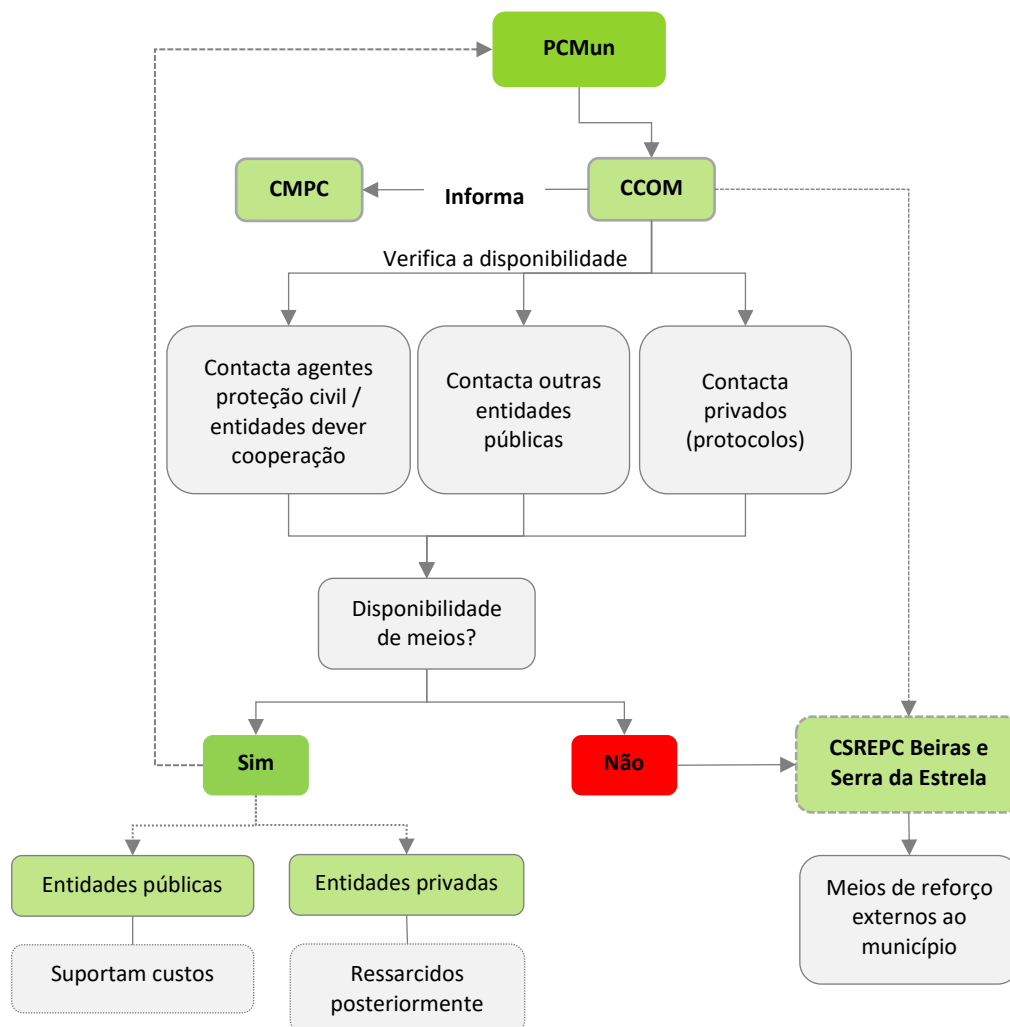 PCMun
CMPC
Informa
CCOM
Verifica a disponibilidade
Contacta agentes
proteção civil /
entidades dever
cooperação
Contacta outras
entidades
públicas
Contacta
privados
(protocolos)
Disponibilidade
de meios?
Sim
Não
CSREPC Beiras e
Serra da Estrela
Entidades públicas
Entidades privadas
Meios de reforço
externos ao
município
Suportam custos
Ressarcidos
posteriormente